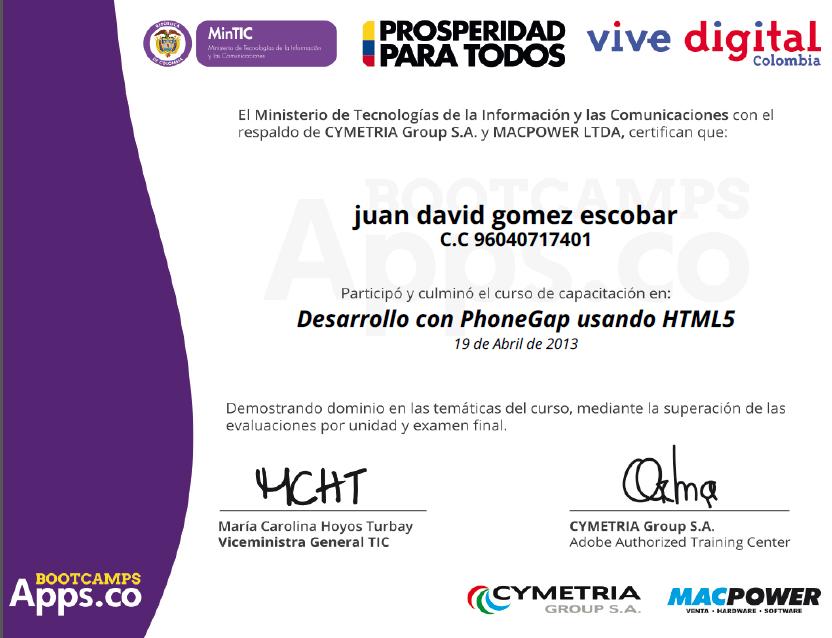 REPÚBLICA
DE COLOMBIA
MinTIC
Ministerio de Tecnologías de la Información
y las Comunicaciones
PROSPERIDAD
PARA TODOS
vive digital
Colombia
El Ministerio de Tecnologías de la Información y las Comunicaciones con el
respaldo de CYMETRIA Group S.A. y MACPOWER LTDA, certifican que:
BOOTCAMPS
Apps.co
juan david gomez escobar
C.C 96040717401
Participó y culminó el curso de capacitación en:
Desarrollo con PhoneGap usando HTML5
19 de Abril de 2013
Demostrando dominio en las temáticas del curso, mediante la superación de las
evaluaciones por unidad y examen final.
MCHT
María Carolina Hoyos Turbay
Viceministra General TIC
CYMETRIA Group S.A.
Adobe Authorized Training Center
BOOTCAMPS
Apps.co
CYMETRIA
GROUP S.A.
MACPOWER
VENTA • HARDWARE • SOFTWARE